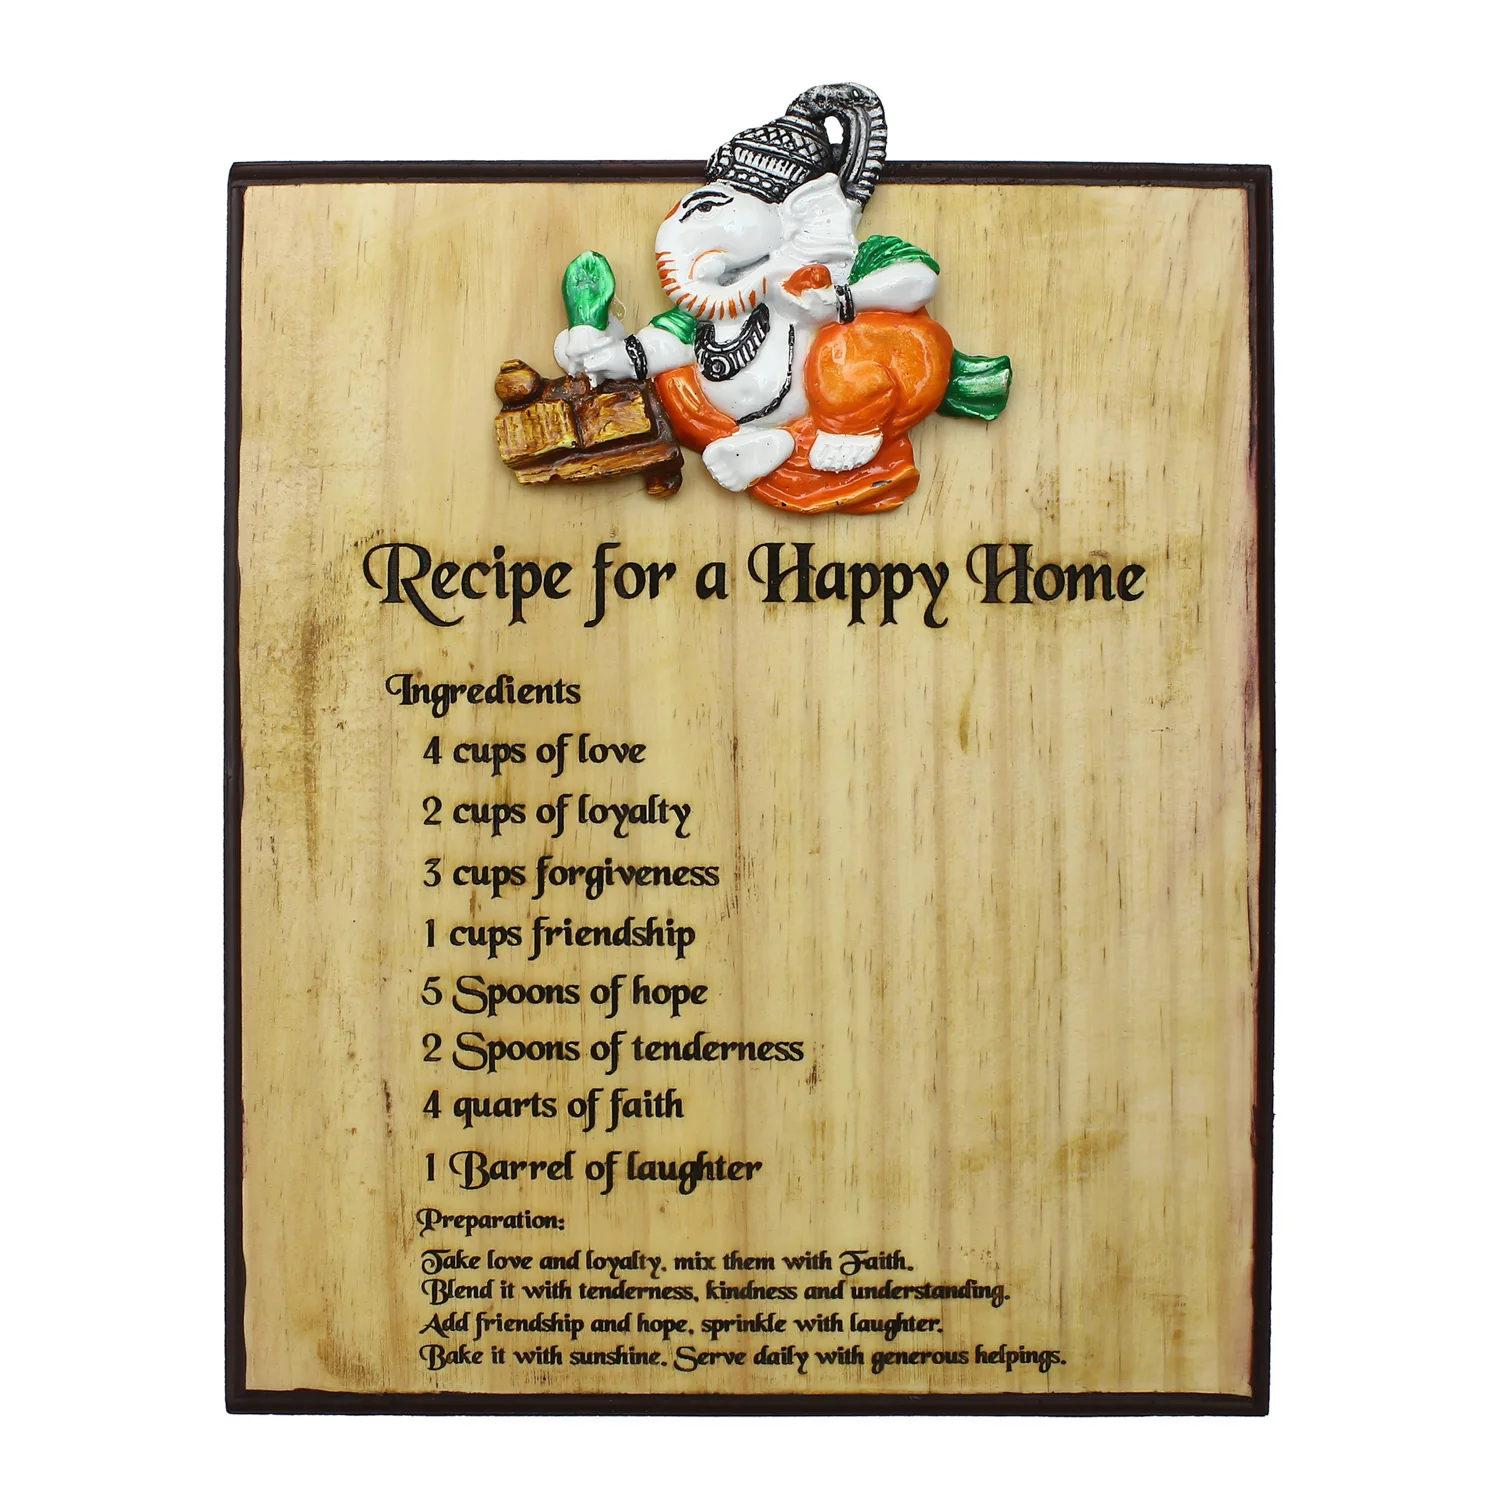 Recipe for a Happy Home
Ingredients
4 cups of love
2 cups of loyalty
3 cups forgiveness
1 cups friendship
5 Spoons of hope
2 Spoons of tenderness
4 quarts of faith
1 Barrel of laughter
Preparation:
Take love and loyalty, mix them with Faith.
Blend it with tenderness, kindness and understanding.
Add friendship and hope, sprinkle with laughter.
Bake it with sunshine. Serve daily with generous helpings.